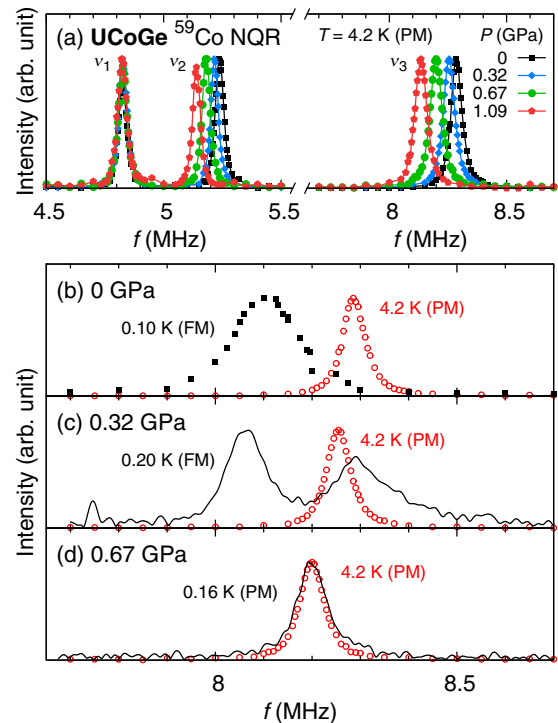 (a) UCoGe ⁵⁹Co NQR T = 4.2 K (PM) P (GPa)
ν₁ ν₂ ν₃ 0
0.32
0.67
1.09
Intensity (arb. unit)
4.5 5 5.5 8 8.5
f (MHz) f (MHz)
(b) 0 GPa
0.10 K (FM) 4.2 K (PM)
(c) 0.32 GPa
0.20 K (FM) 4.2 K (PM)
Intensity (arb. unit)
(d) 0.67 GPa
0.16 K (PM) 4.2 K (PM)
8 8.5
f (MHz)